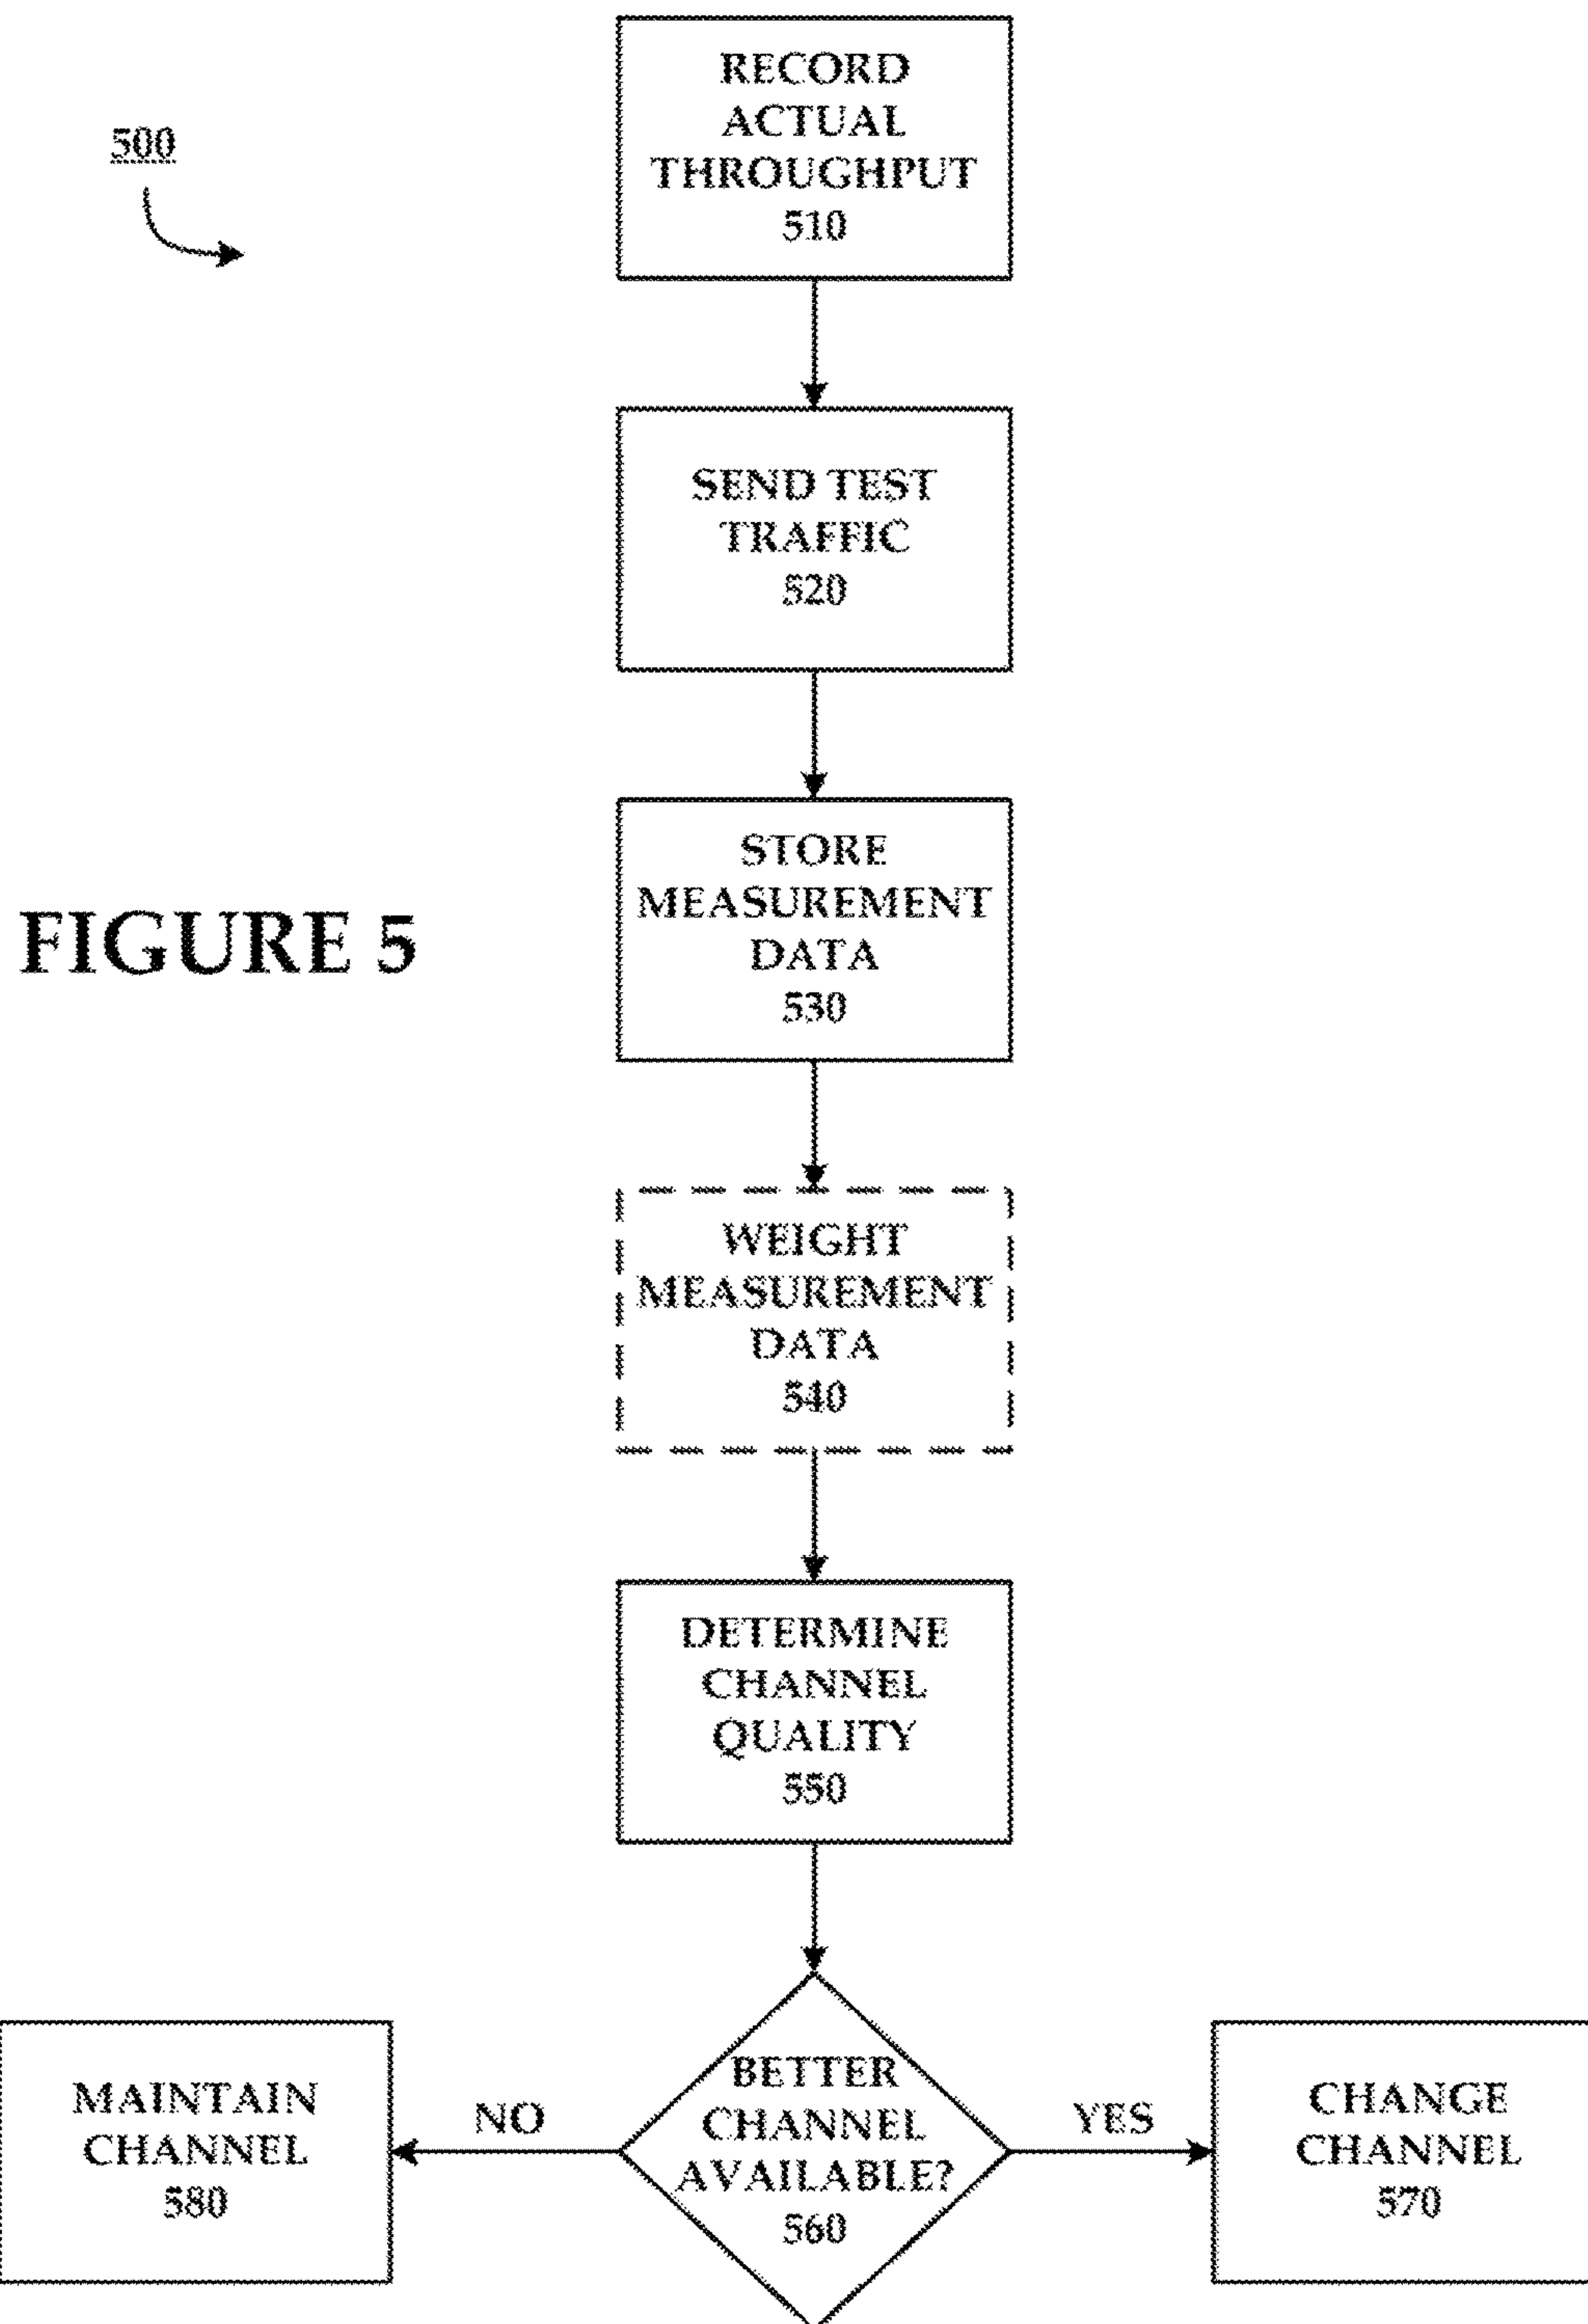 RECORD
ACTUAL
THROUGHPUT
510
500
SEND TEST
TRAFFIC
520
STORE
MEASUREMENT
DATA
530
FIGURE 5
WEIGHT
MEASUREMENT
DATA
540
DETERMINE
CHANNEL
QUALITY
550
BETTER
CHANNEL
AVAILABLE?
560
NO
YES
MAINTAIN
CHANNEL
580
CHANGE
CHANNEL
570